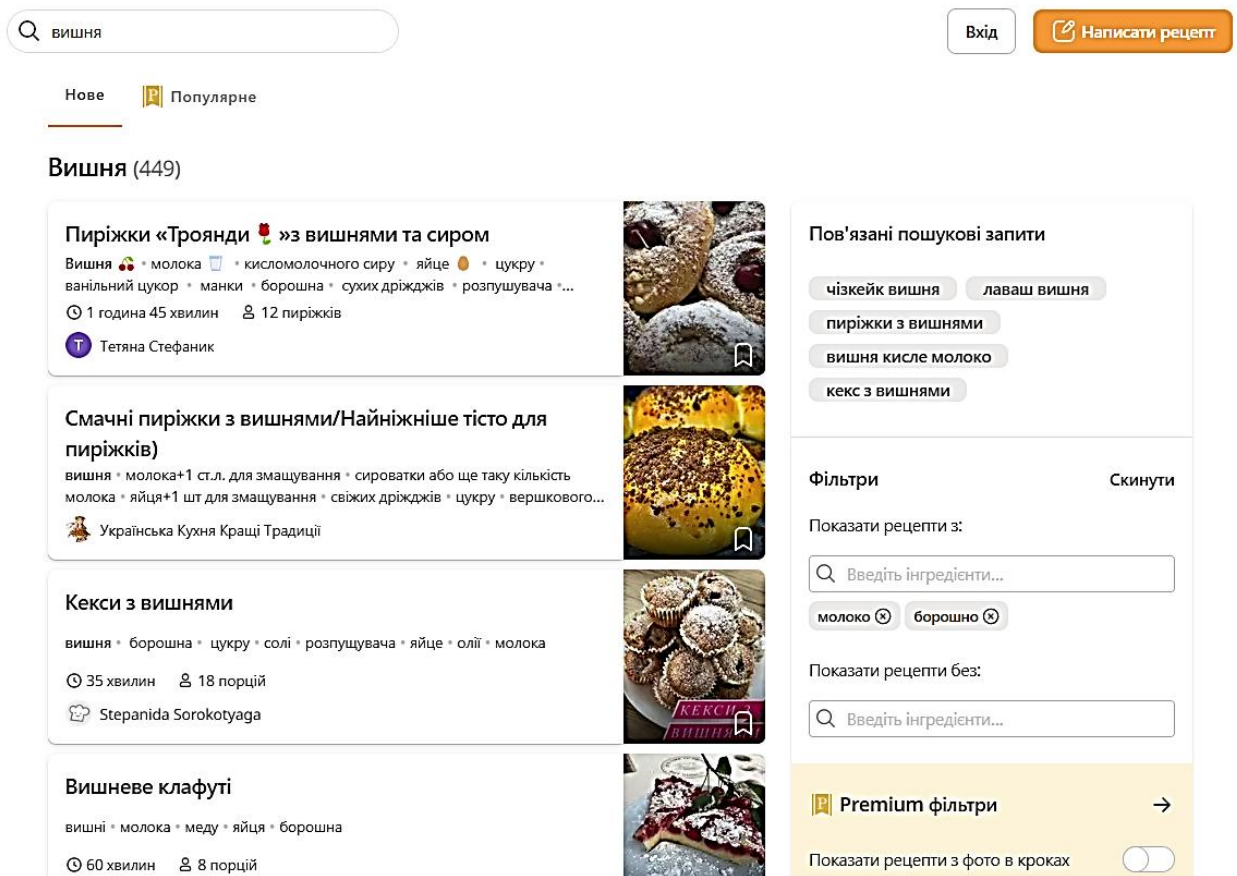 вишня
Вхід
Написати рецепт
Нове
Популярне
Вишня (449)
Пиріжки «Троянди 🌹 »з вишнями та сиром
Вишня 🍒 • молока 🥛 • кисломолочного сиру • яйце 🥚 • цукру •
ванільний цукор • манки • борошна • сухих дріжджів • розпушувача •...
1 година 45 хвилин 12 пиріжків
T Тетяна Стефаник
Смачні пиріжки з вишнями/Найніжніше тісто для
пиріжків)
вишня • молока+1 ст.л. для змащування • сироватки або ще таку кількість
молока • яйця+1 шт для змащування • свіжих дріжджів • цукру • вершкового...
Українська Кухня Кращі Традиції
Кекси з вишнями
вишня • борошна • цукру • солі • розпущувача • яйце • олії • молока
35 хвилин 18 порцій
Stepanida Sorokotyaga
КЕКСИ З
ВИШНЯМИ
Вишневе клафуті
вишні • молока • меду • яйця • борошна
60 хвилин 8 порцій
Пов'язані пошукові запити
чізкейк вишня
лаваш вишня
пиріжки з вишнями
вишня кисле молоко
кекс з вишнями
Фільтри Скинути
Показати рецепти з:
Введіть інгредієнти...
молоко борошно
Показати рецепти без:
Введіть інгредієнти...
P Premium фільтри
Показати рецепти з фото в кроках